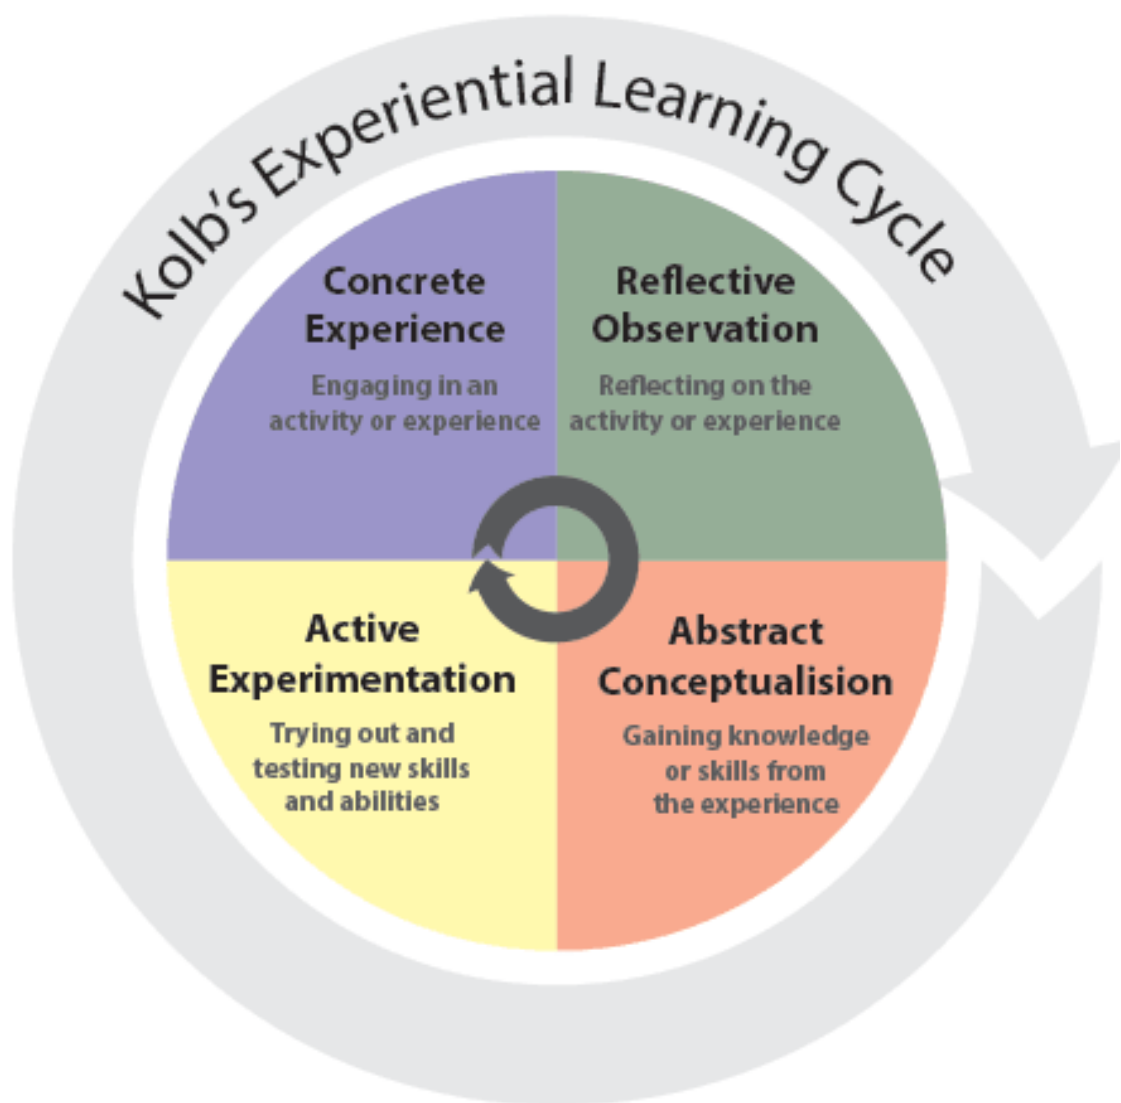 Kolb's Experiential Learning Cycle
Concrete
Experience
Engaging in an
activity or experience
Reflective
Observation
Reflecting on the
activity or experience
Active
Experimentation
Trying out and
testing new skills
and abilities
Abstract
Conceptualision
Gaining knowledge
or skills from
the experience